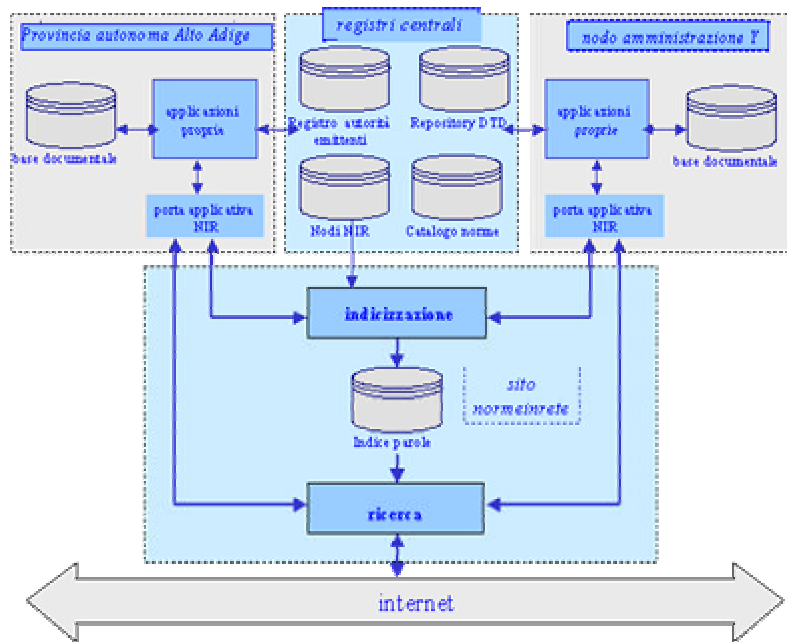 Provincia autonoma Alto Adige
registri centrali
nodo amministrazione Y
base documentale
applicazioni
propria
Registro autorità
emittenti
Repository DTD
applicazioni
proprie
base documentale
porta applicativa
NIR
Nodi NIR
Catalogo norme
porta applicativa
NIR
indicizzazione
sito
normeinrete
Indice parole
ricerca
internet